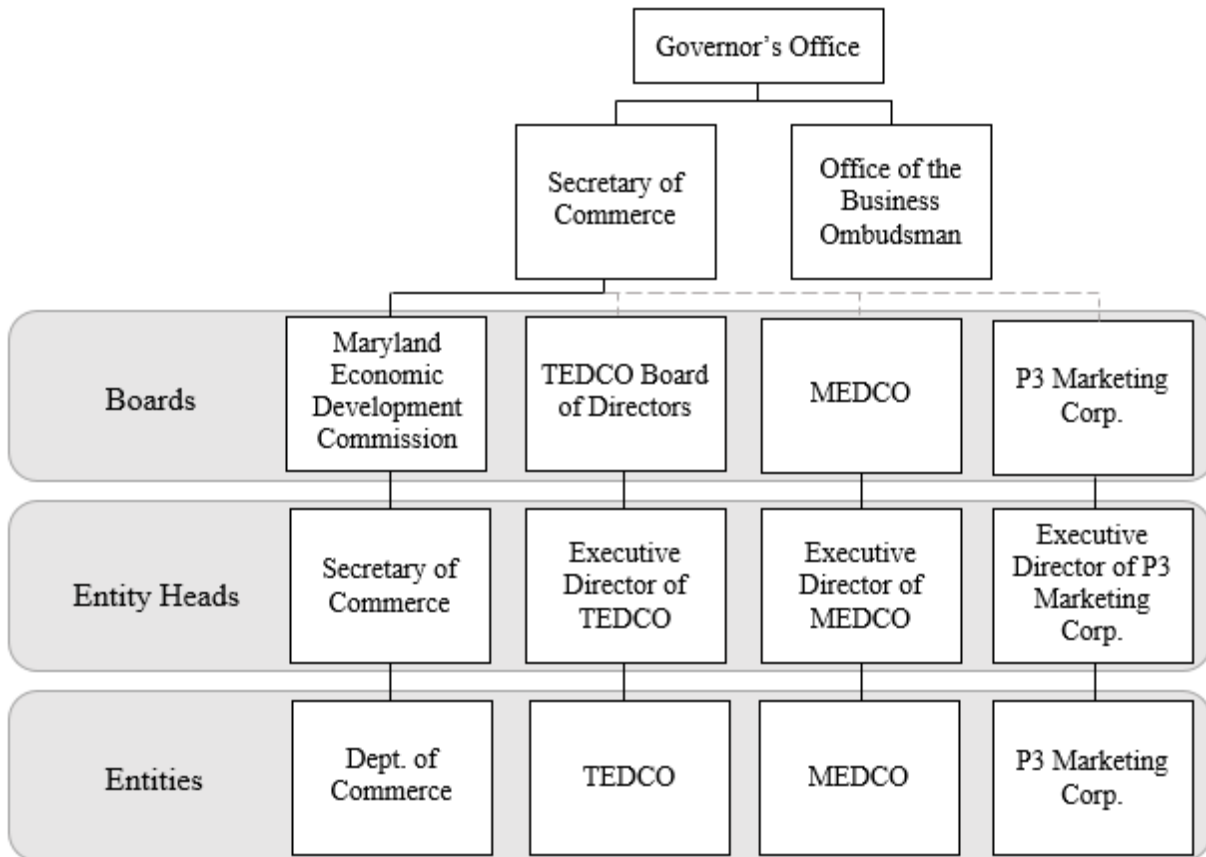 Governor’s Office
Secretary of
Commerce
Office of the
Business
Ombudsman
Boards
Maryland
Economic
Development
Commission
TEDCO Board
of Directors
MEDCO
P3 Marketing
Corp.
Entity Heads
Secretary of
Commerce
Executive
Director of
TEDCO
Executive
Director of
MEDCO
Executive
Director of P3
Marketing
Corp.
Entities
Dept. of
Commerce
TEDCO
MEDCO
P3 Marketing
Corp.